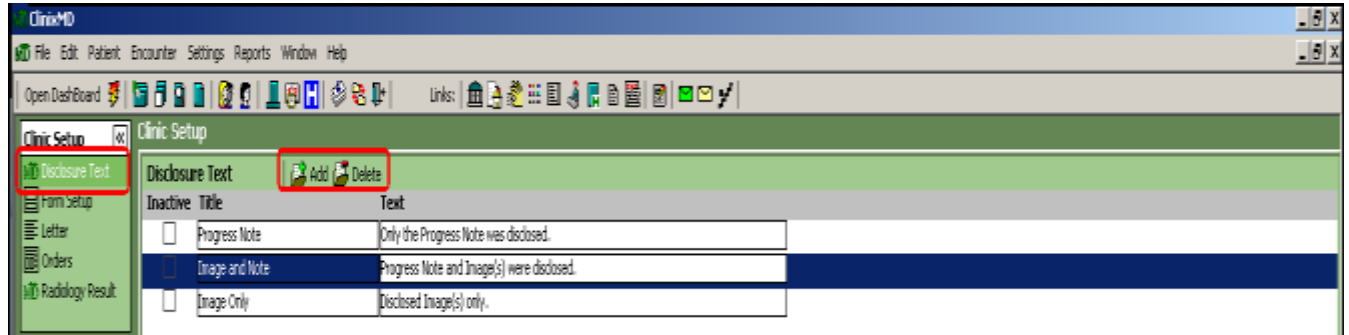 ClinixMD
File Edit Patient Encounter Settings Reports Window Help
Open DashBoard Links:
Clinic Setup
Clinic Setup
Disclosure Text
Form Setup
Letter
Orders
Radiology Result
Disclosure Text Add Delete
Inactive Title Text
Progress Note Only the Progress Note was disclosed.
Image and Note Progress Note and Image(s) were disclosed.
Image Only Disclosed Image(s) only.